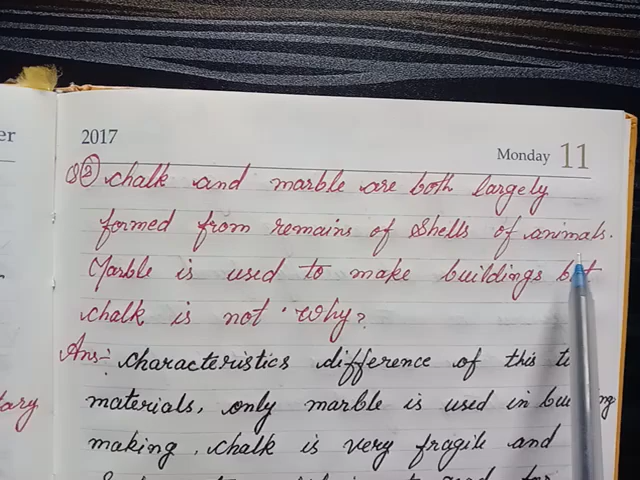 er
2017
Monday 11
Q② Chalk and marble are both largely
formed from remains of shells of animals.
Marble is used to make buildings but
chalk is not. Why?
Ans:- Characteristics difference of this
tary
materials, only marble is used in
making. Chalk is very fragile and